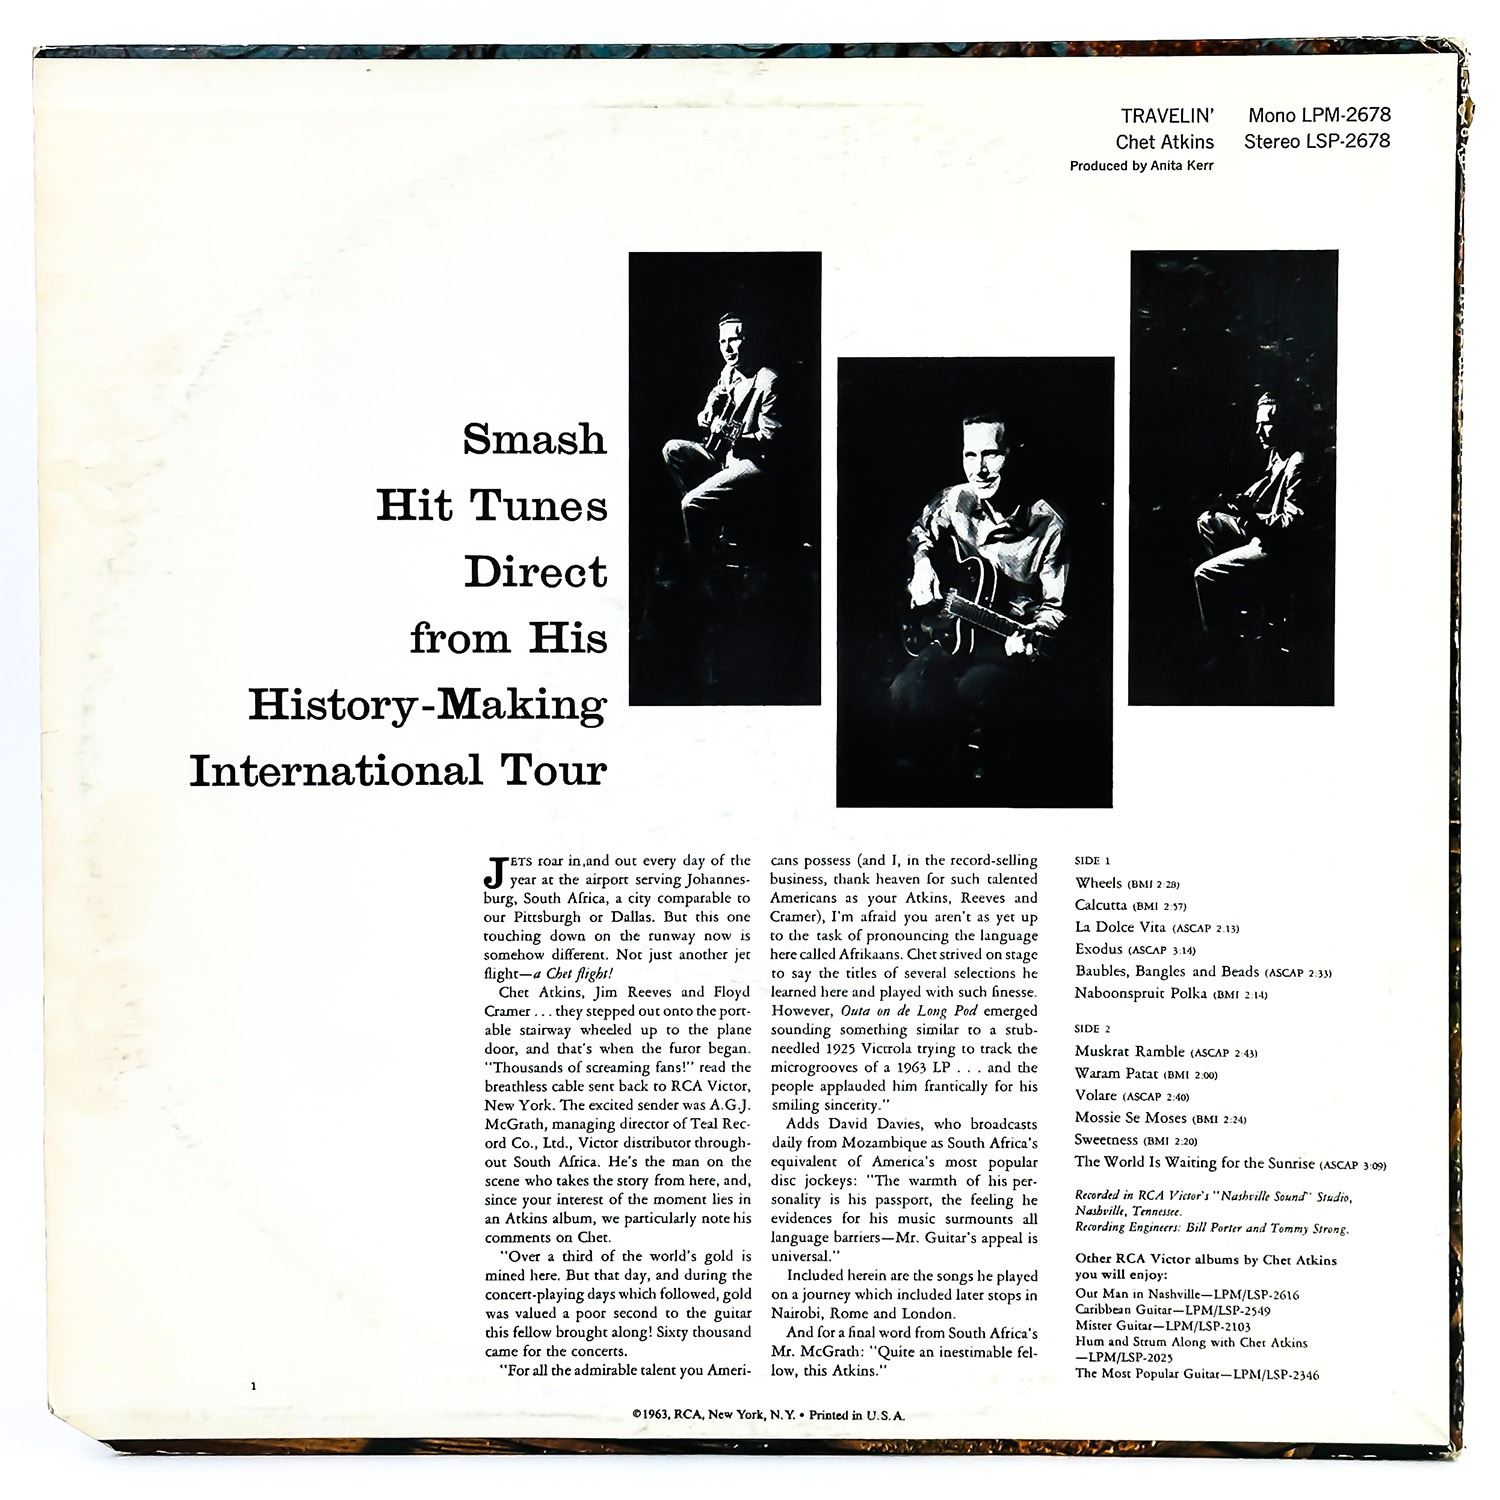 TRAVELIN' Mono LPM-2678
Chet Atkins Stereo LSP-2678
Produced by Anita Kerr
Smash
Hit Tunes
Direct
from His
History-Making
International Tour
JETS roar in,and out every day of the
year at the airport serving Johannes-
burg, South Africa, a city comparable to
our Pittsburgh or Dallas. But this one
touching down on the runway now is
somehow different. Not just another jet
flight—a Chet flight!
Chet Atkins, Jim Reeves and Floyd
Cramer . . . they stepped out onto the port-
able stairway wheeled up to the plane
door, and that's when the furor began.
"Thousands of screaming fans!" read the
breathless cable sent back to RCA Victor,
New York. The excited sender was A.G.J.
McGrath, managing director of Teal Rec-
ord Co., Ltd., Victor distributor through-
out South Africa. He's the man on the
scene who takes the story from here, and,
since your interest of the moment lies in
an Atkins album, we particularly note his
comments on Chet.
"Over a third of the world's gold is
mined here. But that day, and during the
concert-playing days which followed, gold
was valued a poor second to the guitar
this fellow brought along! Sixty thousand
came for the concerts.
"For all the admirable talent you Ameri-
cans possess (and I, in the record-selling
business, thank heaven for such talented
Americans as your Atkins, Reeves and
Cramer), I'm afraid you aren't as yet up
to the task of pronouncing the language
here called Afrikaans. Chet strived on stage
to say the titles of several selections he
learned here and played with such finesse.
However, Outa on de Long Pod emerged
sounding something similar to a stub-
needled 1925 Victrola trying to track the
microgrooves of a 1963 LP . . . and the
people applauded him frantically for his
smiling sincerity."
Adds David Davies, who broadcasts
daily from Mozambique as South Africa's
equivalent of America's most popular
disc jockeys: "The warmth of his per-
sonality is his passport, the feeling he
evidences for his music surmounts all
language barriers—Mr. Guitar's appeal is
universal."
Included herein are the songs he played
on a journey which included later stops in
Nairobi, Rome and London.
And for a final word from South Africa's
Mr. McGrath: "Quite an inestimable fel-
low, this Atkins."
SIDE 1
Wheels (BMI 2:28)
Calcutta (BMI 2:57)
La Dolce Vita (ASCAP 2:13)
Exodus (ASCAP 3:14)
Baubles, Bangles and Beads (ASCAP 2:33)
Naboonspruit Polka (BMI 2:14)
SIDE 2
Muskrat Ramble (ASCAP 2:43)
Waram Patat (BMI 2:00)
Volare (ASCAP 2:40)
Mossie Se Moses (BMI 2:24)
Sweetness (BMI 2:20)
The World Is Waiting for the Sunrise (ASCAP 3:09)
Recorded in RCA Victor's "Nashville Sound" Studio,
Nashville, Tennessee.
Recording Engineers: Bill Porter and Tommy Strong.
Other RCA Victor albums by Chet Atkins
you will enjoy:
Our Man in Nashville—LPM/LSP-2616
Caribbean Guitar—LPM/LSP-2549
Mister Guitar—LPM/LSP-2103
Hum and Strum Along with Chet Atkins
—LPM/LSP-2025
The Most Popular Guitar—LPM/LSP-2346
1
©1963, RCA, New York, N.Y. • Printed in U.S.A.